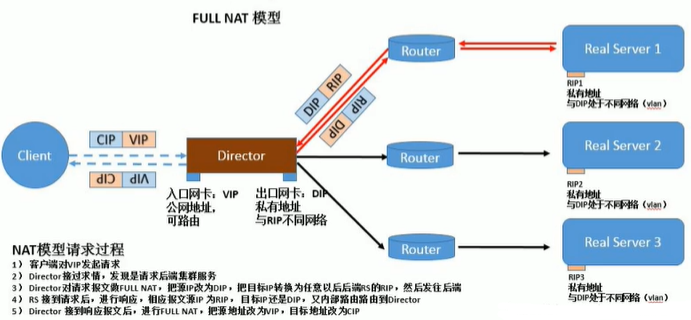 FULL NAT 模型
Router
Real Server 1
RIP1
私有地址
与DIP处于不同网络（vlan）
DIP RIP
RIP DIP
Client
CIP VIP
VIP CIP
Director
Router
Real Server 2
RIP2
私有地址
与DIP处于不同网络（vlan）
入口网卡：VIP
公网地址，
可路由
出口网卡：DIP
私有地址
与RIP不同网络
Router
Real Server 3
RIP3
私有地址
与DIP处于不同网络（vlan）
NAT模型请求过程
1） 客户端对VIP发起请求
2） Director接过求情，发现是请求后端集群服务
3） Director对请求报文做FULL NAT，把源IP改为DIP，把目标IP转换为任意以后后端RS的RIP，然后发往后端
4） RS 接到请求后，进行响应，相应报文源IP 为RIP，目标IP还是DIP，又内部路由路由到Director
5） Director 接到响应报文后，进行FULL NAT，把源地址改为VIP，目标地址改为CIP